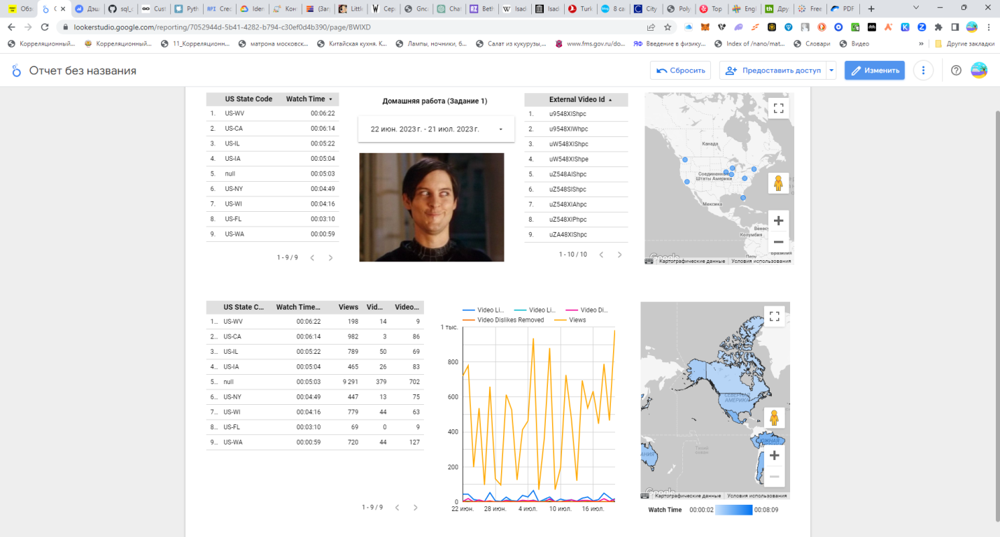 Обз
С
Дэш
sql_c
Cust
Pyth
API Crec
Iden
Кон
(Заг
Little
Сер
Gnc
Chat
Beth
Isad
Isad
Turk
8 ca
City
Poly
Top
Engl
Дру
Free
PDF
lookerstudio.google.com/reporting/7052944d-5b41-4282-b794-c30ef0d4b390/page/BWIXD
Корреляционный...
Корреляционный...
11_Корреляционн...
матрона московск...
Китайская кухня. К...
Лампы, ночники, б...
Салат из кукурузы,...
www.fms.gov.ru/do...
ЯФ Введение в физику...
Index of /nano/mat...
Словари
Видео
»
Другие закладки
Отчет без названия
Сбросить
Предоставить доступ
Изменить
US State Code Watch Time
1. US-WV 00:06:22
2. US-CA 00:06:14
3. US-IL 00:05:22
4. US-IA 00:05:04
5. null 00:05:03
6. US-NY 00:04:49
7. US-WI 00:04:16
8. US-FL 00:03:10
9. US-WA 00:00:59
1 - 9 / 9
Домашняя работа (Задание 1)
22 июн. 2023 г. - 21 июл. 2023 г.
External Video Id
1. u9548XIShpc
2. u9548XIWhpc
3. uW548XIShpc
4. uW548XIShpe
5. uZ548AIShpc
6. uZ548SIShpc
7. uZ548XIAhpc
8. uZ548XIPhpc
9. uZA48XIShpc
1 - 10 / 10
Канада
Соединенные
Штаты Америки
Мексика
Венес
Колумбия
Перу
Бразилия
Google
Картографические данные
Условия использования
US State C... Watch Time... Views Vid... Video...
1... US-WV 00:06:22 198 14 9
2... US-CA 00:06:14 982 3 86
3... US-IL 00:05:22 789 50 69
4... US-IA 00:05:04 465 26 83
5... null 00:05:03 9 291 379 702
6... US-NY 00:04:49 447 13 75
7... US-WI 00:04:16 779 44 63
8... US-FL 00:03:10 69 0 9
9... US-WA 00:00:59 720 44 127
1 - 9 / 9
Video Li... Video Li... Video Di...
Video Dislikes Removed Views
1 тыс.
800
600
400
200
0
22 июн. 28 июн. 4 июл. 10 июл. 16 июл.
СЕВЕРНАЯ
АМЕРИКА
Тихий
океан
ЮЖНАЯ
АНИЯ
Google
Картографические данные
Условия использования
Watch Time 00:00:02 00:08:09